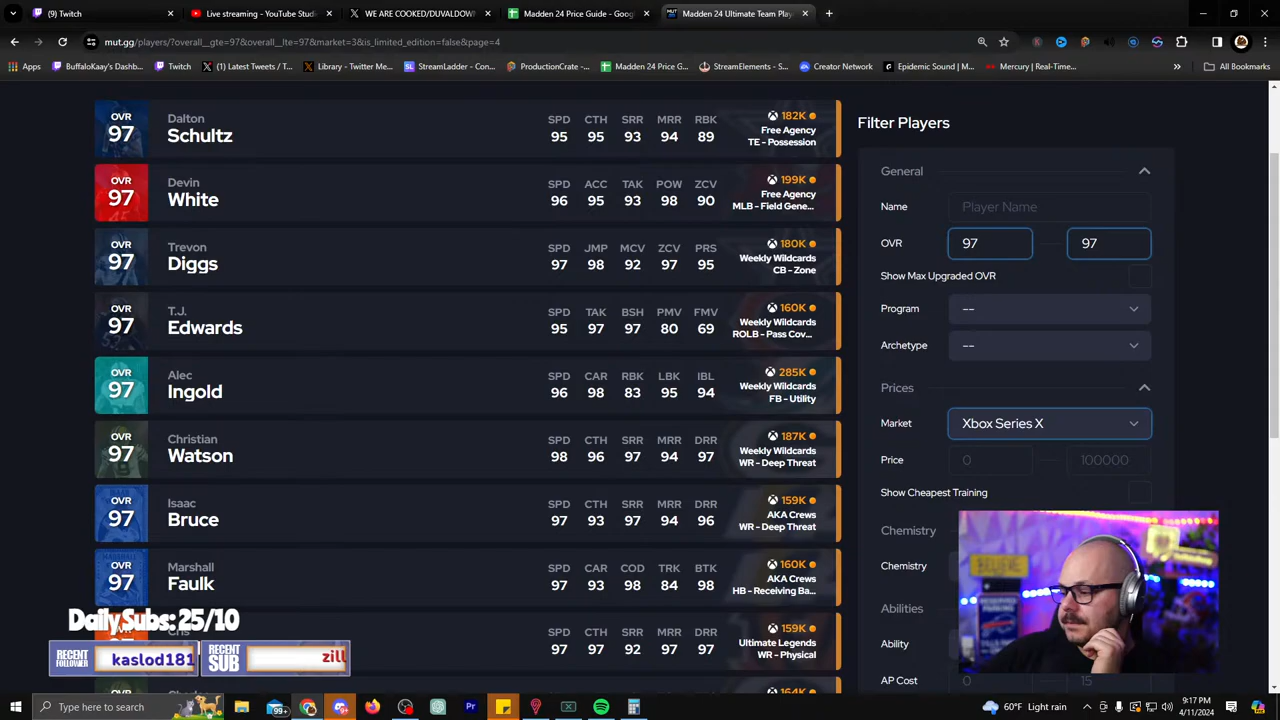 (6) Twitch
Live streaming - YouTube Studi
WE ARE COOKED/DUVALDOWN
Madden 24 Price Guide - Goog
Madden 24 Ultimate Team Play
mut.gg/players/?overall__gte=97&overall__lte=97&market=3&is_limited_edition=false&page=4
Apps
BuffaloKaay's Dashb...
Twitch
(1) Latest Tweets / T...
Library - Twitter Me...
StreamLadder - Con...
ProductionCrate - ...
Madden 24 Price G...
StreamElements - S...
Creator Network
Epidemic Sound | M...
Mercury | Real-Time...
All Bookmarks
OVR
97
Dalton
Schultz
SPD CTH SRR MRR RBK
95 95 93 94 89
182K
Free Agency
TE - Possession
OVR
97
Devin
White
SPD ACC TAK POW ZCV
96 95 93 98 90
199K
Free Agency
MLB - Field Gene...
OVR
97
Trevon
Diggs
SPD JMP MCV ZCV PRS
97 98 92 97 95
180K
Weekly Wildcards
CB - Zone
OVR
97
T.J.
Edwards
SPD TAK BSH PMV FMV
95 97 97 80 69
160K
Weekly Wildcards
ROLB - Pass Cov...
OVR
97
Alec
Ingold
SPD CAR RBK LBK IBL
96 98 83 95 94
285K
Weekly Wildcards
FB - Utility
OVR
97
Christian
Watson
SPD CTH SRR MRR DRR
98 96 97 94 97
187K
Weekly Wildcards
WR - Deep Threat
OVR
97
Isaac
Bruce
SPD CTH SRR MRR DRR
97 93 97 94 96
159K
AKA Crews
WR - Deep Threat
OVR
97
Marshall
Faulk
SPD CAR COD TRK BTK
97 93 98 84 98
160K
AKA Crews
HB - Receiving Ba...
SPD CTH SRR MRR DRR
97 97 92 97 97
159K
Ultimate Legends
WR - Physical
164K
Filter Players
General
Name Player Name
OVR 97 97
Show Max Upgraded OVR
Program --
Archetype --
Prices
Market Xbox Series X
Price 0 100000
Show Cheapest Training
Chemistry
Chemistry
Abilities
Ability
AP Cost 0 15
BELIEVE
Daily Subs: 25/10
RECENT
FOLLOWER
kaslod181
RECENT
SUB
zill
Type here to search
99+
60°F Light rain
9:17 PM
4/11/2024